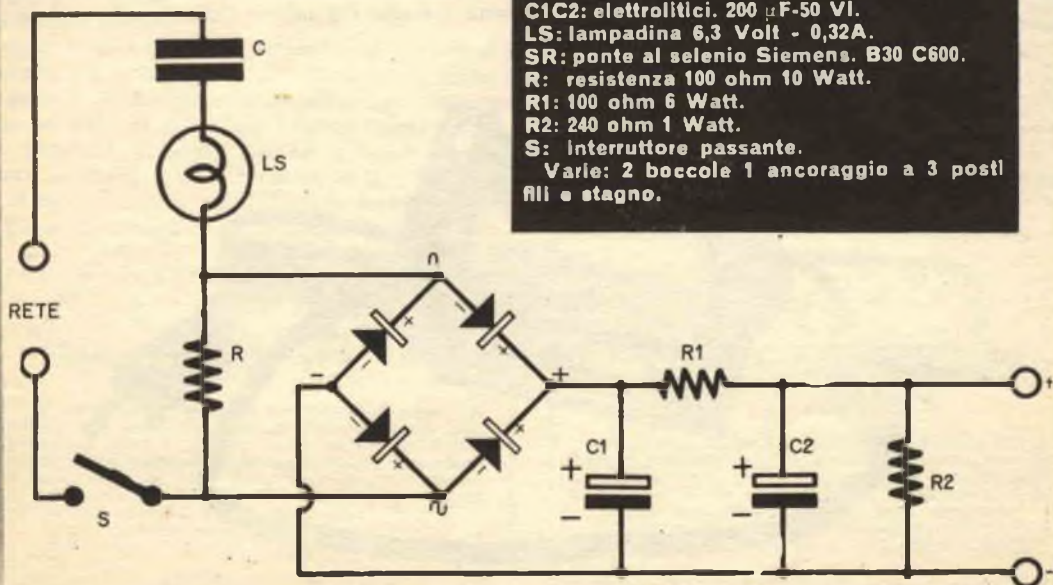 C1C2: elettrolitici. 200 µF-50 Vl.
LS: lampadina 6,3 Volt - 0,32A.
SR: ponte al selenio Siemens. B30 C600.
R: resistenza 100 ohm 10 Watt.
R1: 100 ohm 6 Watt.
R2: 240 ohm 1 Watt.
S: interruttore passante.
Varie: 2 boccole 1 ancoraggio a 3 posti
fili e stagno.
C
LS
RETE
R
S
∩
-
+
~
- +
- +
- +
- +
R1
C1
+
-
C2
+
-
R2
+
-